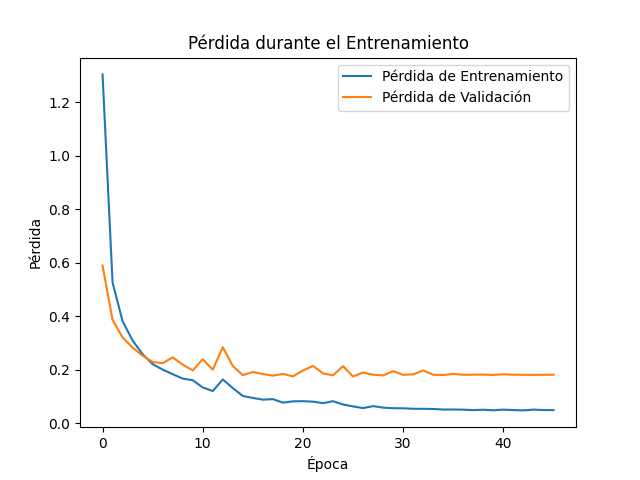 Pérdida durante el Entrenamiento
Pérdida de Entrenamiento
Pérdida de Validación
Pérdida
1.2
1.0
0.8
0.6
0.4
0.2
0.0
0 10 20 30 40
Época